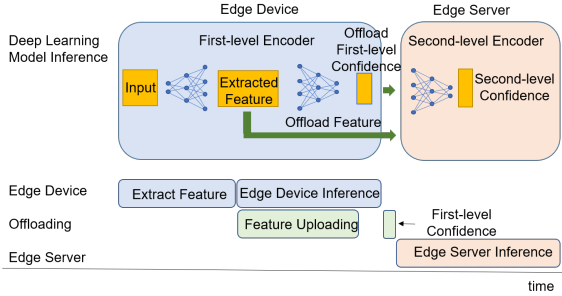 Edge Device
Edge Server
Deep Learning
Model Inference
First-level Encoder
Offload
First-level
Confidence
Second-level Encoder
Input
Extracted
Feature
Second-level
Confidence
Offload Feature
Edge Device
Extract Feature
Edge Device Inference
Offloading
Feature Uploading
First-level
Confidence
Edge Server
Edge Server Inference
time